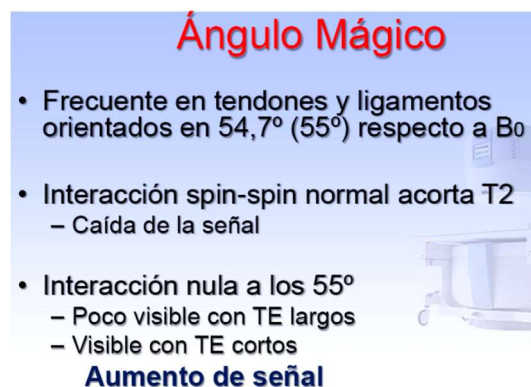 Ángulo Mágico
• Frecuente en tendones y ligamentos
orientados en 54,7º (55º) respecto a B0
• Interacción spin-spin normal acorta T2
– Caída de la señal
• Interacción nula a los 55º
– Poco visible con TE largos
– Visible con TE cortos
Aumento de señal